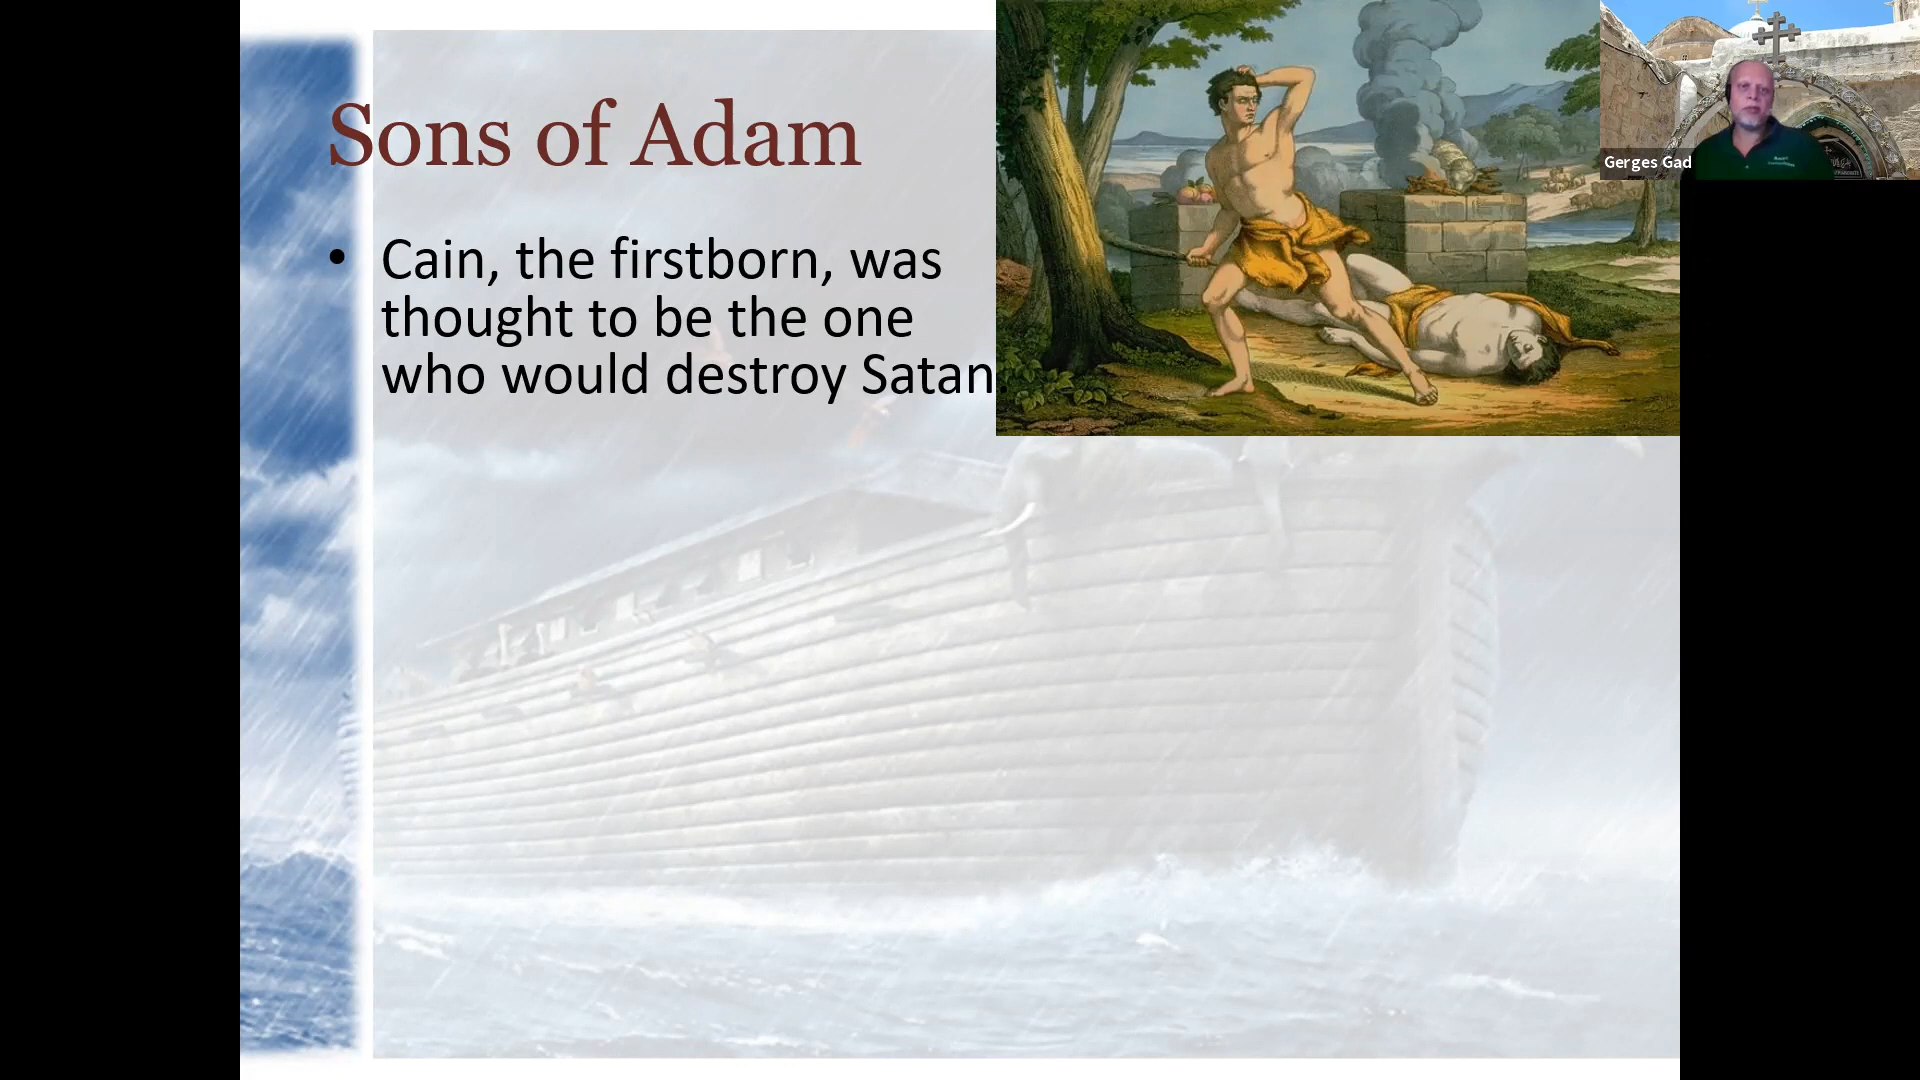 Sons of Adam
• Cain, the firstborn, was
thought to be the one
who would destroy Satan
Gerges Gad